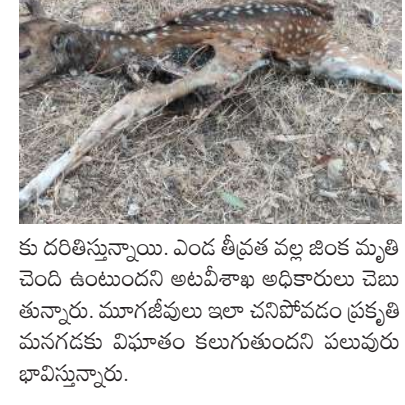 కు దరితిస్తున్నాయి. ఎండ తీవ్రత వల్ల జింక మృతి
చెంది ఉంటుందని అటవీశాఖ అధికారులు చెబు
తున్నారు. మూగజీవులు ఇలా చనిపోవడం ప్రకృతి
మనగడకు విఘాతం కలుగుతుందని పలువురు
భావిస్తున్నారు.